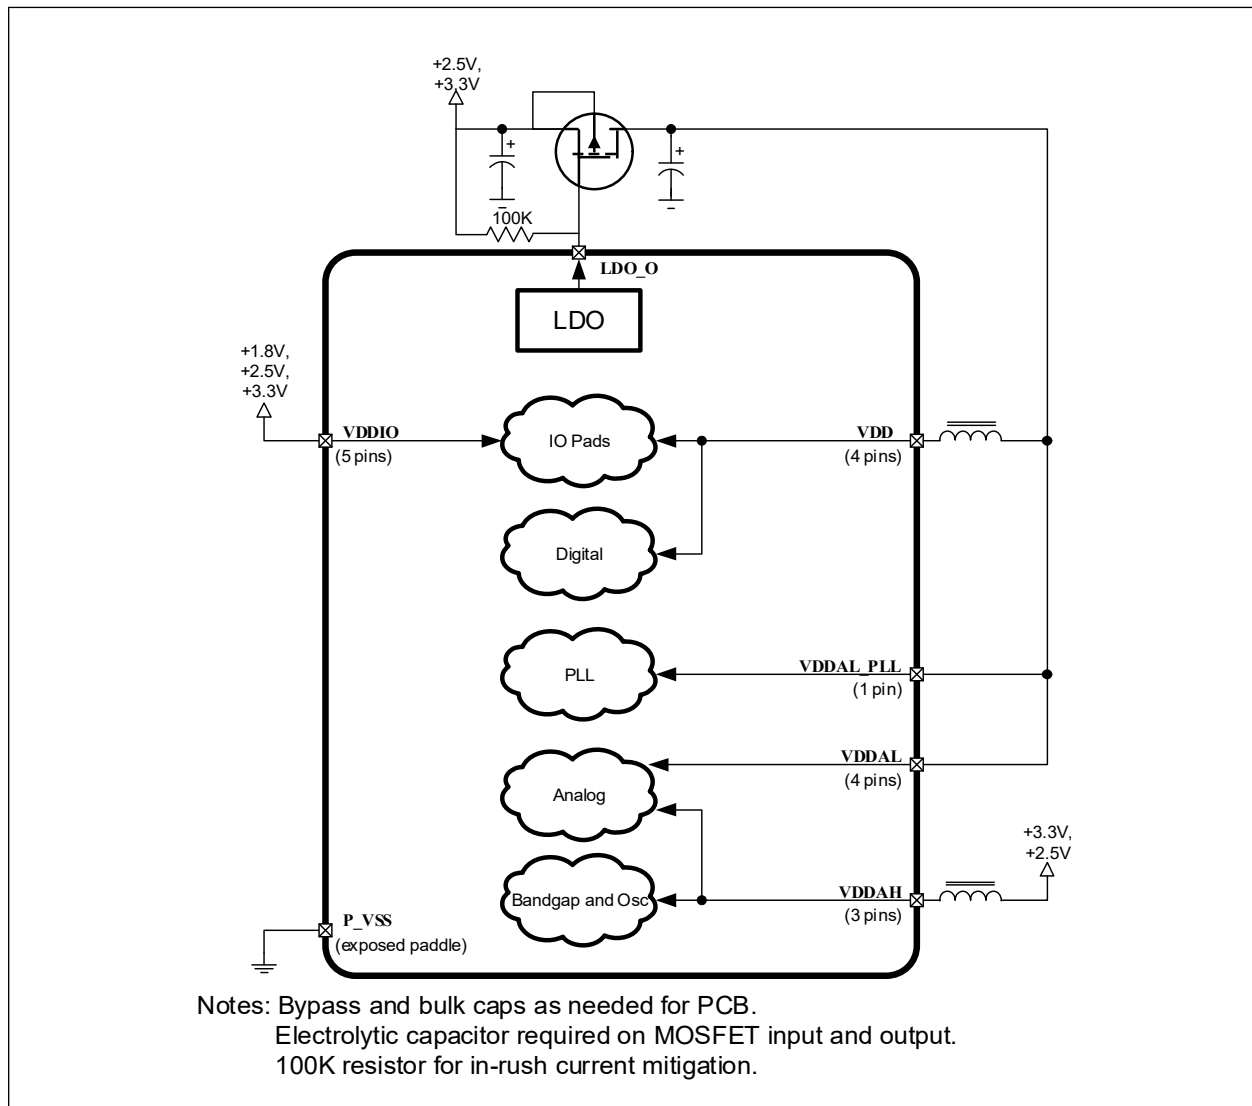 +2.5V,
+3.3V
+
+
100K
LDO_O
LDO
+1.8V,
+2.5V,
+3.3V
VDDIO
(5 pins)
IO Pads
VDD
(4 pins)
Digital
PLL
VDDAL_PLL
(1 pin)
VDDAL
(4 pins)
Analog
+3.3V,
+2.5V
Bandgap and Osc
VDDAH
(3 pins)
P_VSS
(exposed paddle)
Notes: Bypass and bulk caps as needed for PCB.
Electrolytic capacitor required on MOSFET input and output.
100K resistor for in-rush current mitigation.